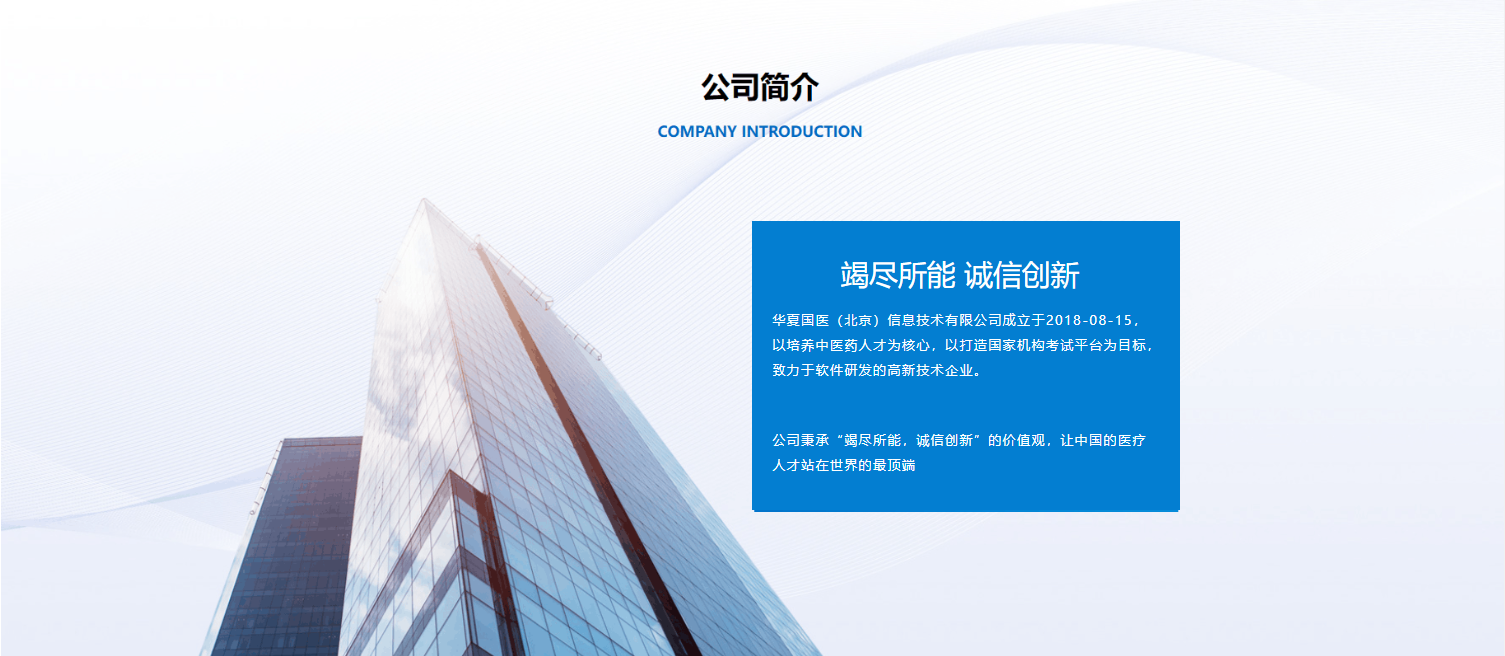 公司简介
COMPANY INTRODUCTION
竭尽所能 诚信创新
华夏国医（北京）信息技术有限公司成立于2018-08-15，
以培养中医药人才为核心，以打造国家机构考试平台为目标，
致力于软件研发的高新技术企业。
公司秉承“竭尽所能，诚信创新”的价值观，让中国的医疗
人才站在世界的最顶端